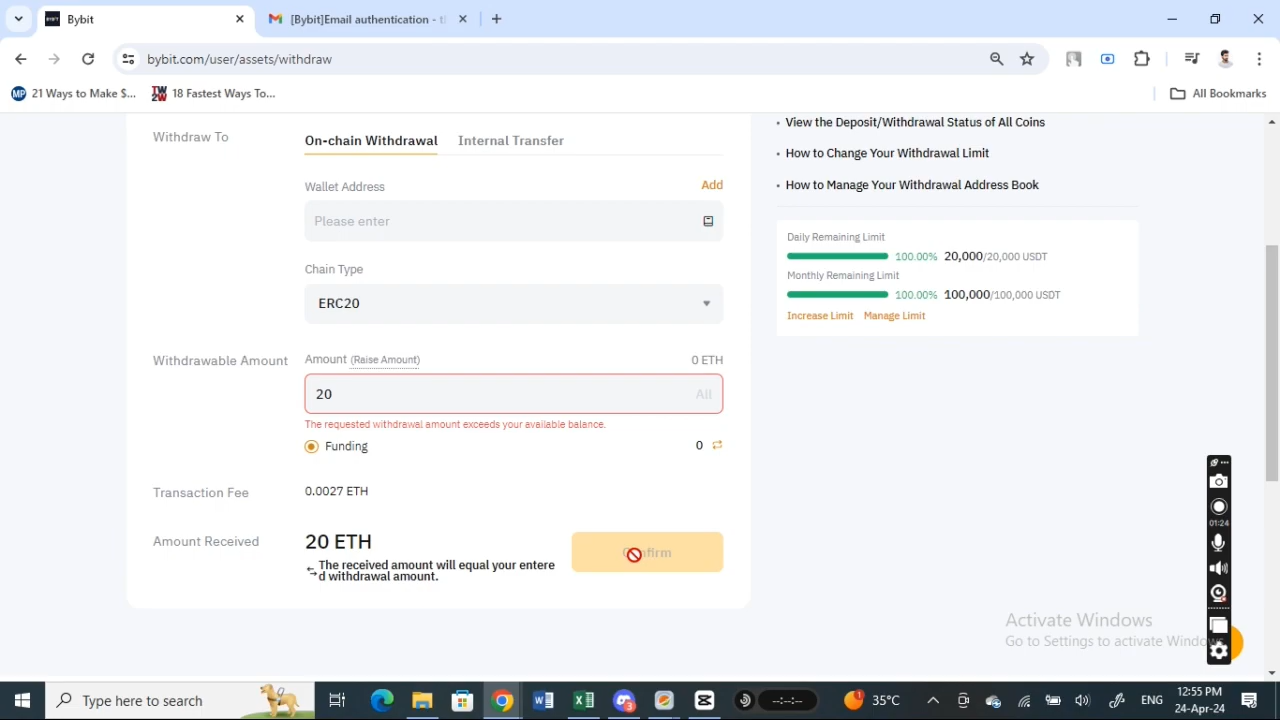 Bybit
[Bybit]Email authentication - t
bybit.com/user/assets/withdraw
MP 21 Ways to Make $...
18 Fastest Ways To...
All Bookmarks
Withdraw To
On-chain Withdrawal
Internal Transfer
Wallet Address
Add
Please enter
Chain Type
ERC20
Withdrawable Amount
Amount (Raise Amount)
0 ETH
20
All
The requested withdrawal amount exceeds your available balance.
Funding
0
Transaction Fee
0.0027 ETH
Amount Received
20 ETH
The received amount will equal your entere
d withdrawal amount.
Confirm
View the Deposit/Withdrawal Status of All Coins
How to Change Your Withdrawal Limit
How to Manage Your Withdrawal Address Book
Daily Remaining Limit
100.00% 20,000/20,000 USDT
Monthly Remaining Limit
100.00% 100,000/100,000 USDT
Increase Limit
Manage Limit
01:24
Activate Windows
Go to Settings to activate Windows.
Type here to search
--:--:--
1
35°C
ENG
12:55 PM
24-Apr-24